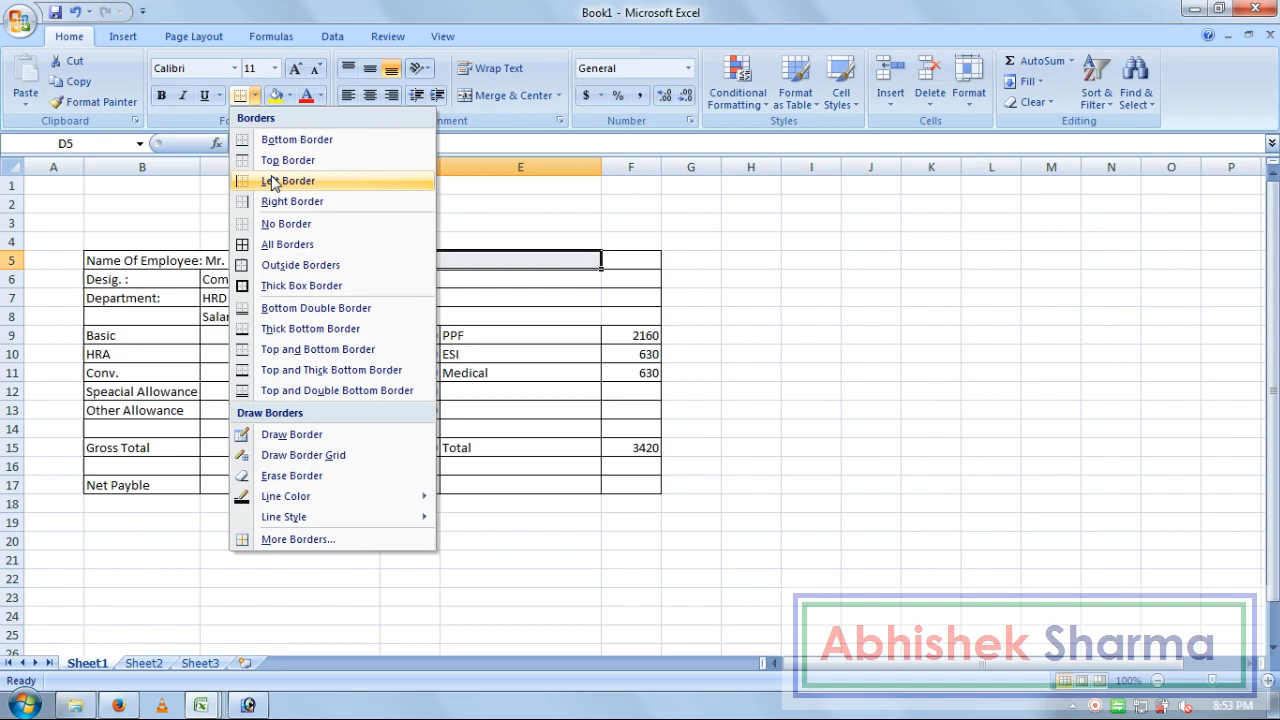 Book1 - Microsoft Excel
Home Insert Page Layout Formulas Data Review View
Paste Cut Calibri 11 Wrap Text General Conditional Formatting Format as Table Cell Styles Insert Delete Format AutoSum Fill Clear Sort & Filter Find & Select
Copy
Format Painter B I U A Merge & Center $ % ,
Clipboard Number Styles Cells Editing
D5 fx
Borders
Bottom Border
Top Border
Border
Right Border
No Border
All Borders
Outside Borders
Thick Box Border
Bottom Double Border
Thick Bottom Border
Top and Bottom Border
Top and Thick Bottom Border
Top and Double Bottom Border
Draw Borders
Draw Border
Draw Border Grid
Erase Border
Line Color
Line Style
More Borders...
A B E F G H I J K L M N O P
1
2
3
4
5 Name Of Employee: Mr.
6 Desig. :
7 Department: HRD
8
9 Basic PPF 2160
10 HRA ESI 630
11 Conv. Medical 630
12 Speacial Allowance
13 Other Allowance
14
15 Gross Total Total 3420
16
17 Net Payble
18
19
20
21
22
23
24
25
Abhishek Sharma
Sheet1 Sheet2 Sheet3
Ready 100%
8:53 PM